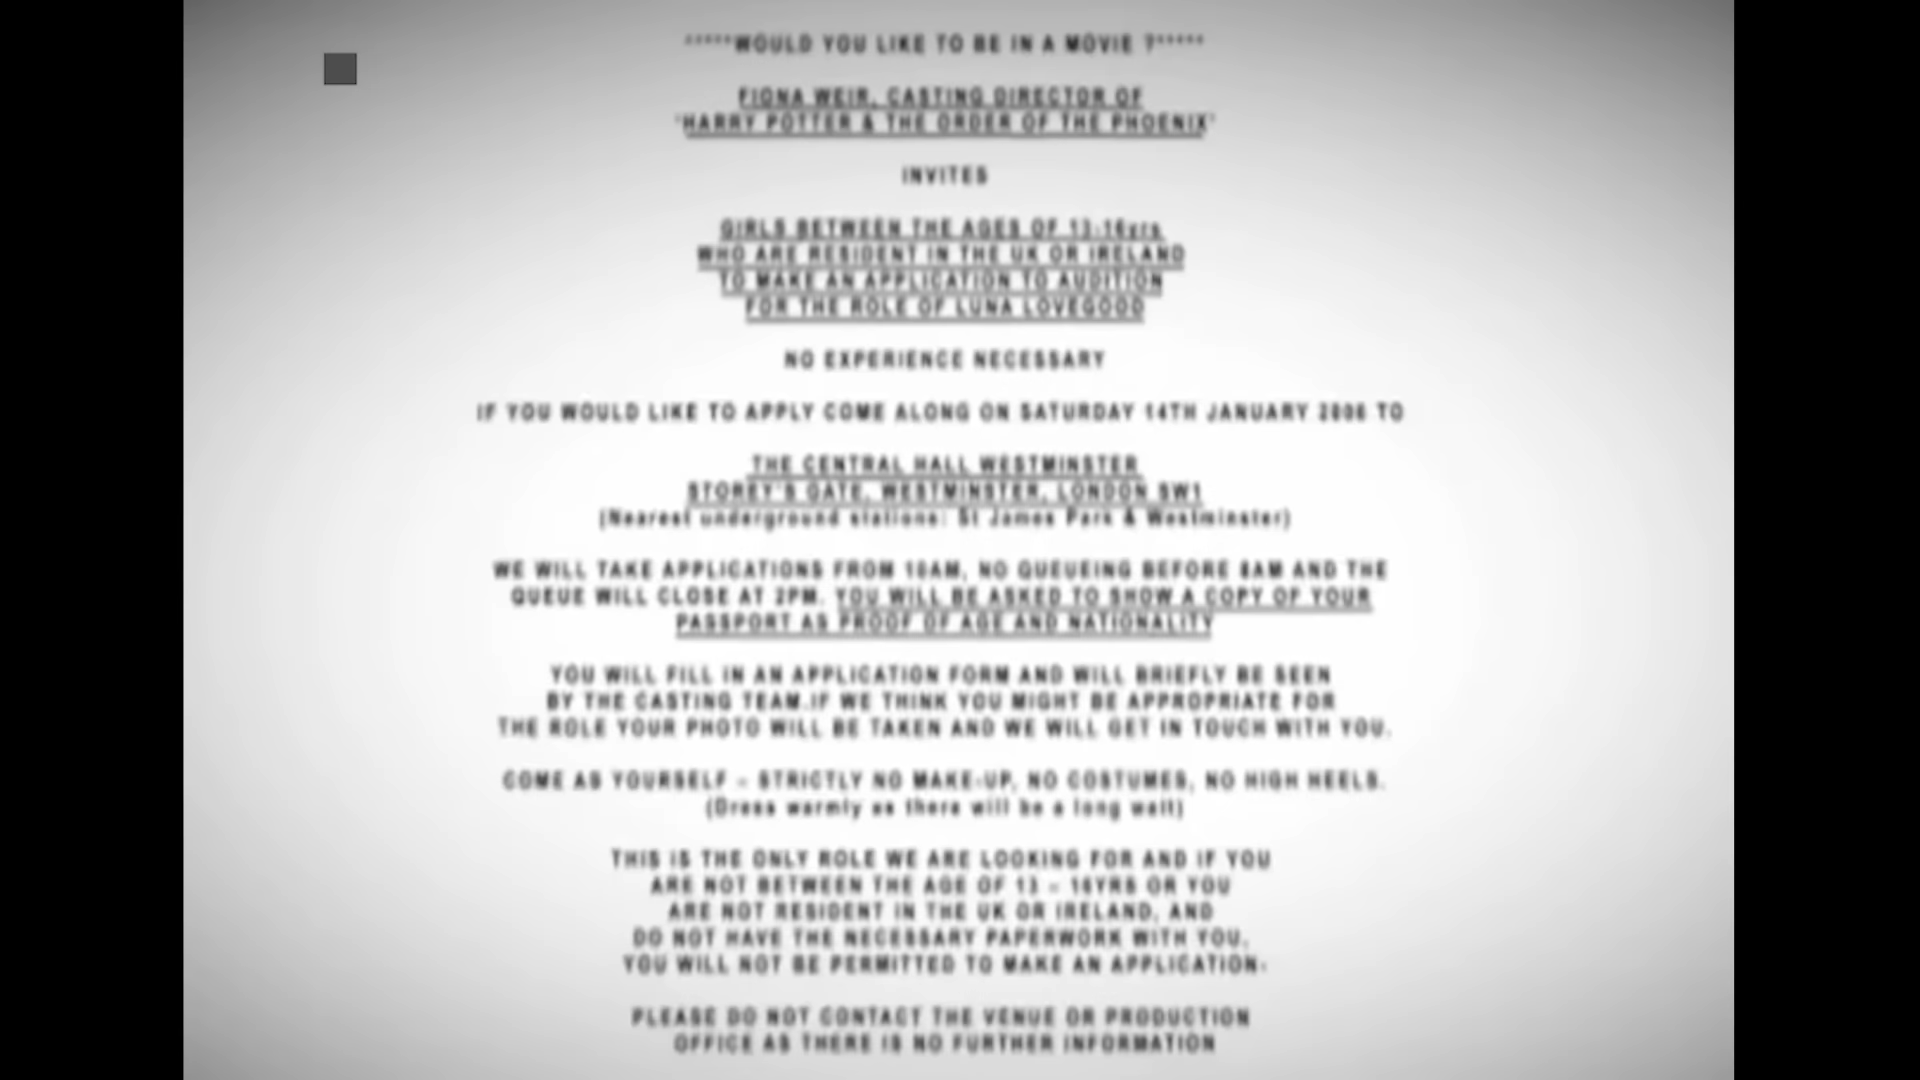 *****WOULD YOU LIKE TO BE IN A MOVIE ?*****
FIONA WEIR, CASTING DIRECTOR OF
'HARRY POTTER & THE ORDER OF THE PHOENIX'
INVITES
GIRLS BETWEEN THE AGES OF 13-16yrs
WHO ARE RESIDENT IN THE UK OR IRELAND
TO MAKE AN APPLICATION TO AUDITION
FOR THE ROLE OF LUNA LOVEGOOD
NO EXPERIENCE NECESSARY
IF YOU WOULD LIKE TO APPLY COME ALONG ON SATURDAY 14TH JANUARY 2006 TO
THE CENTRAL HALL WESTMINSTER
STOREY'S GATE, WESTMINSTER, LONDON SW1
(Nearest underground stations: St James Park & Westminster)
WE WILL TAKE APPLICATIONS FROM 10AM, NO QUEUEING BEFORE 8AM AND THE
QUEUE WILL CLOSE AT 2PM. YOU WILL BE ASKED TO SHOW A COPY OF YOUR
PASSPORT AS PROOF OF AGE AND NATIONALITY
YOU WILL FILL IN AN APPLICATION FORM AND WILL BRIEFLY BE SEEN
BY THE CASTING TEAM.IF WE THINK YOU MIGHT BE APPROPRIATE FOR
THE ROLE YOUR PHOTO WILL BE TAKEN AND WE WILL GET IN TOUCH WITH YOU.
COME AS YOURSELF – STRICTLY NO MAKE-UP, NO COSTUMES, NO HIGH HEELS.
(Dress warmly as there will be a long wait)
THIS IS THE ONLY ROLE WE ARE LOOKING FOR AND IF YOU
ARE NOT BETWEEN THE AGE OF 13 – 16YRS OR YOU
ARE NOT RESIDENT IN THE UK OR IRELAND, AND
DO NOT HAVE THE NECESSARY PAPERWORK WITH YOU,
YOU WILL NOT BE PERMITTED TO MAKE AN APPLICATION.
PLEASE DO NOT CONTACT THE VENUE OR PRODUCTION
OFFICE AS THERE IS NO FURTHER INFORMATION